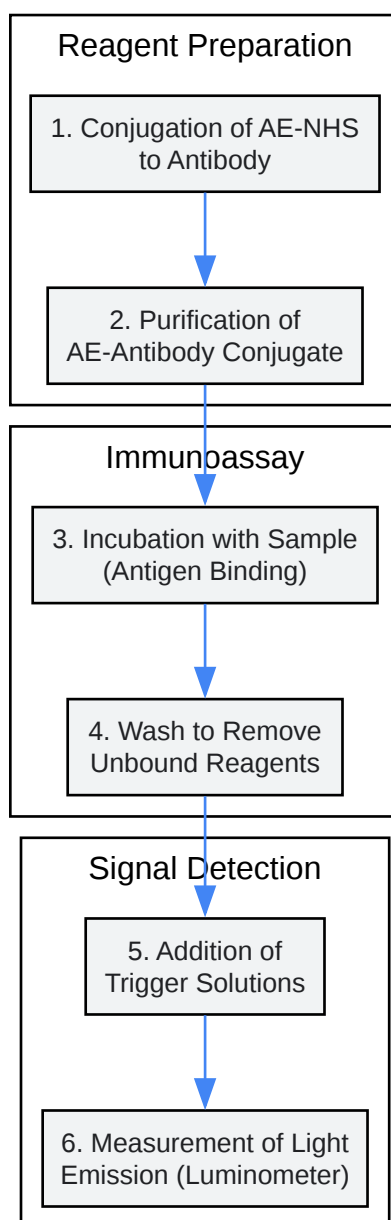 Reagent Preparation
1. Conjugation of AE-NHS
to Antibody
2. Purification of
AE-Antibody Conjugate
Immunoassay
3. Incubation with Sample
(Antigen Binding)
4. Wash to Remove
Unbound Reagents
Signal Detection
5. Addition of
Trigger Solutions
6. Measurement of Light
Emission (Luminometer)